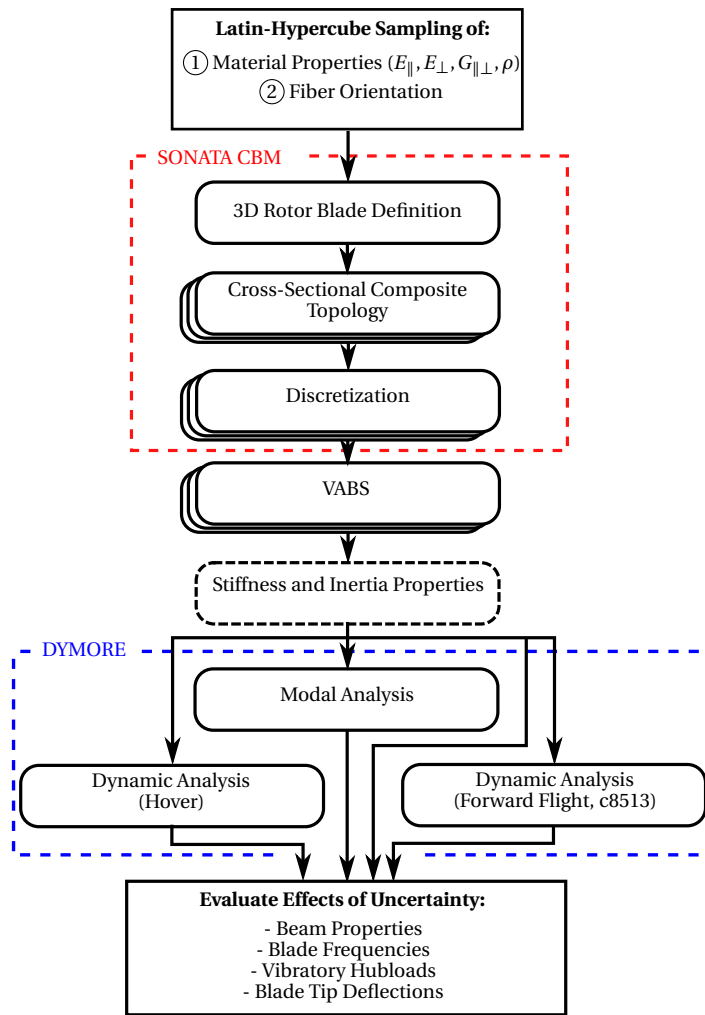 Latin-Hypercube Sampling of:
① Material Properties (E∥, E⊥, G∥⊥, ρ)
② Fiber Orientation
SONATA CBM
3D Rotor Blade Definition
Cross-Sectional Composite
Topology
Discretization
VABS
Stiffness and Inertia Properties
DYMORE
Modal Analysis
Dynamic Analysis
(Hover)
Dynamic Analysis
(Forward Flight, c8513)
Evaluate Effects of Uncertainty:
- Beam Properties
- Blade Frequencies
- Vibratory Hubloads
- Blade Tip Deflections